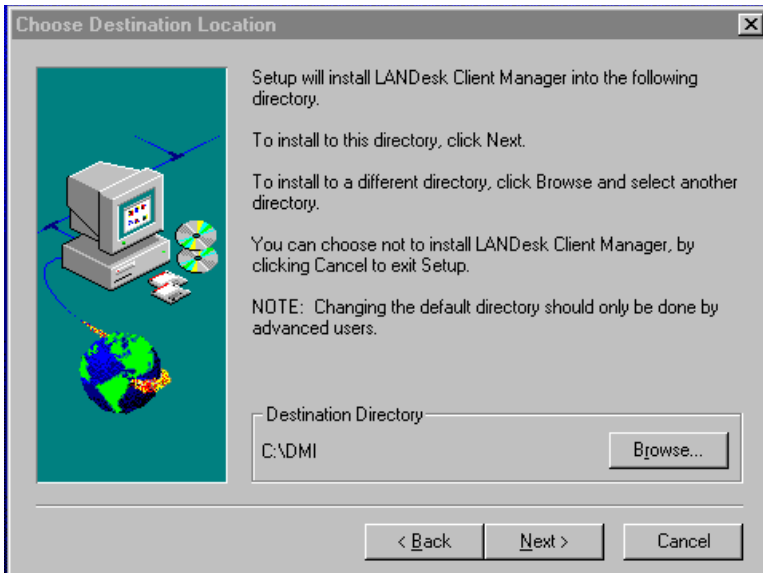 Choose Destination Location
Setup will install LANDesk Client Manager into the following
directory.
To install to this directory, click Next.
To install to a different directory, click Browse and select another
directory.
You can choose not to install LANDesk Client Manager, by
clicking Cancel to exit Setup.
NOTE:  Changing the default directory should only be done by
advanced users.
Destination Directory
C:\DMI
Browse...
< Back
Next >
Cancel